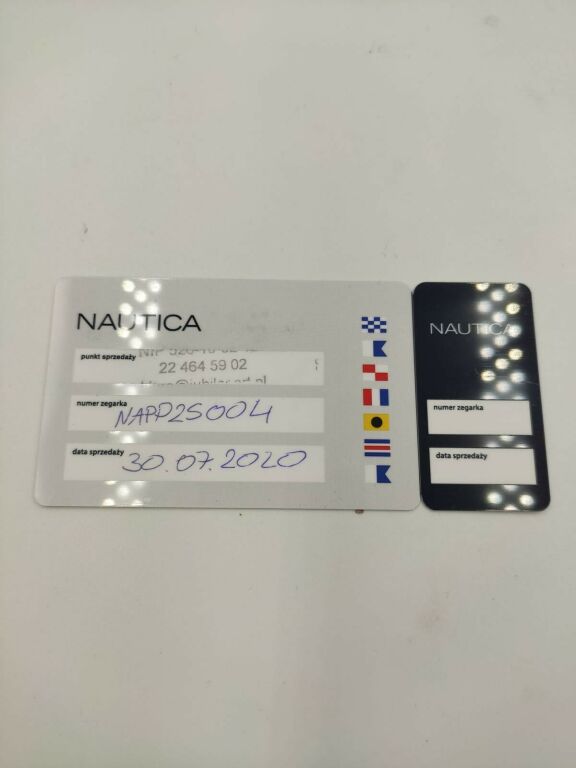 NAUTICA
punkt sprzedaży
22 464 59 02
numer zegarka
NAPP25004
data sprzedaży
30.07.2020
NAUTICA
numer zegarka
data sprzedaży